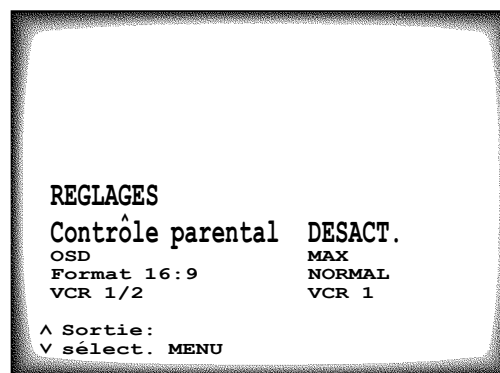 REGLAGES
Contrôle parental DESACT.
OSD MAX
Format 16:9 NORMAL
VCR 1/2 VCR 1
∧ Sortie:
∨ sélect. MENU